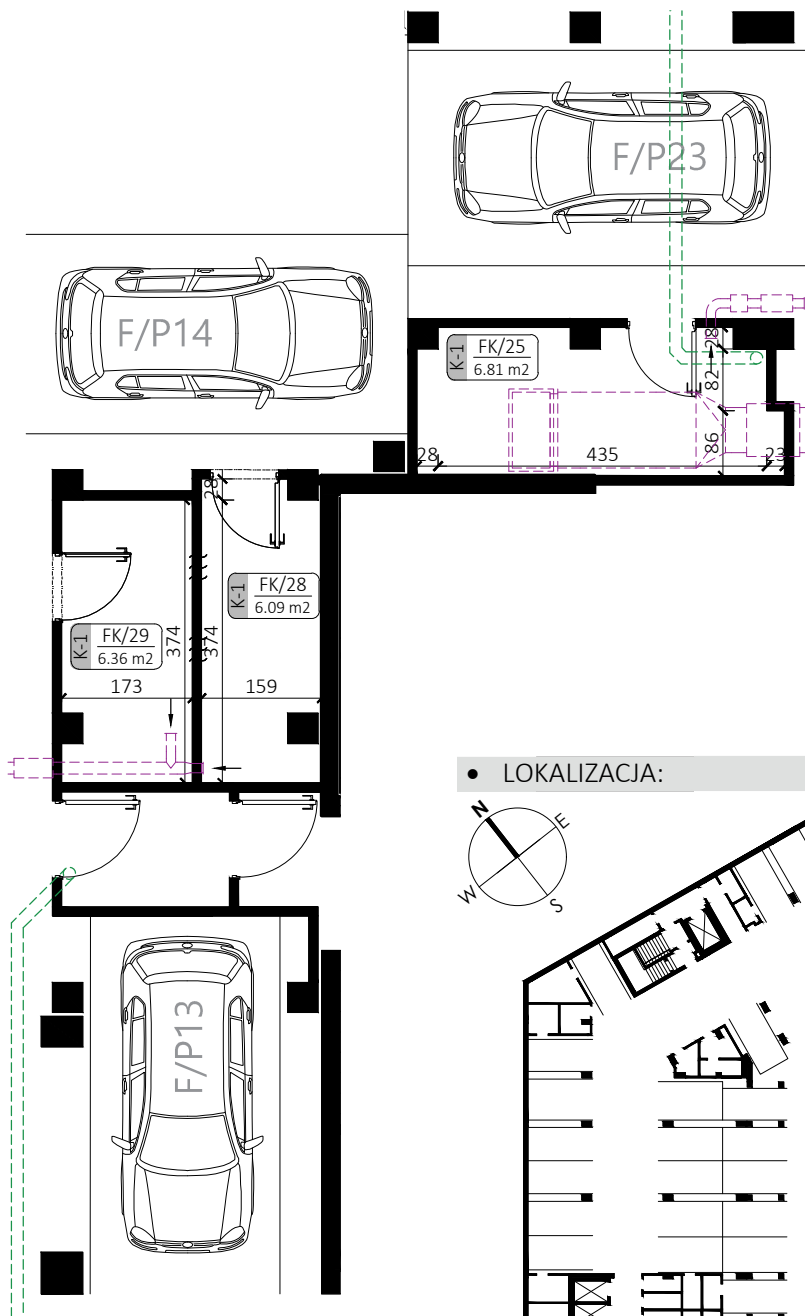 F/P23
F/P14
K-1
FK/25
6.81 m2
28
82
86
28
435
23
28
K-1
FK/28
6.09 m2
K-1
FK/29
6.36 m2
374
374
173
159
• LOKALIZACJA:
N
E
W
S
F/P13